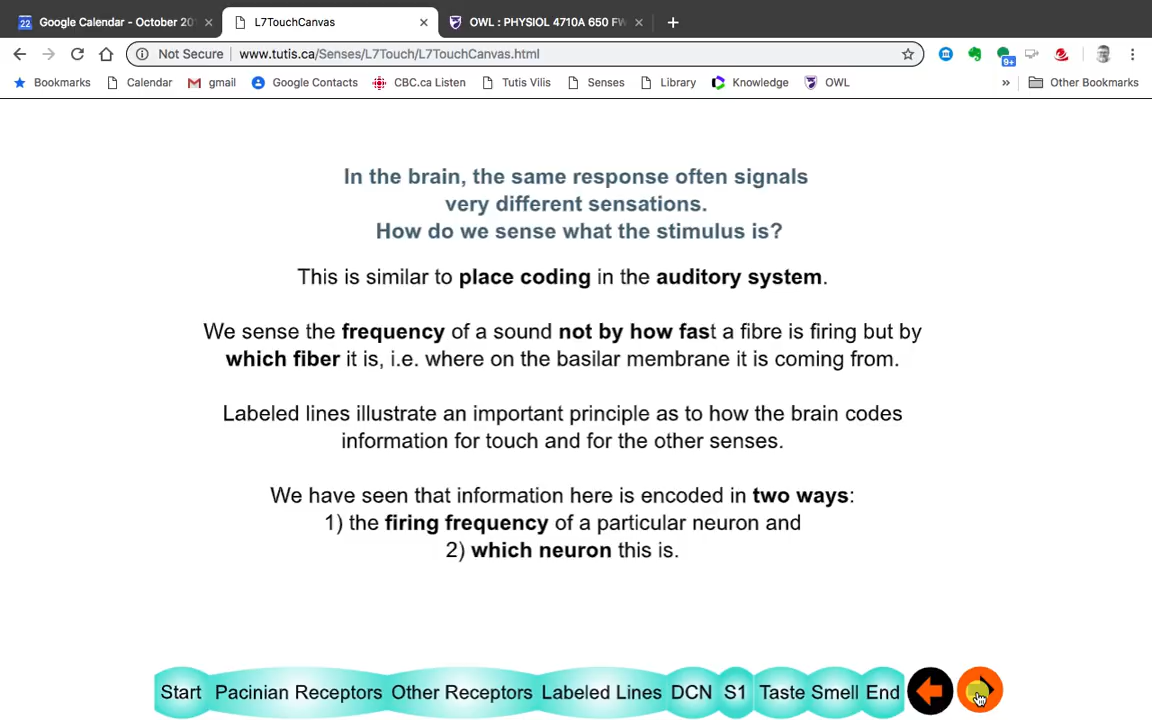 Google Calendar - October 20
L7TouchCanvas
OWL : PHYSIOL 4710A 650 FW
Not Secure www.tutis.ca/Senses/L7Touch/L7TouchCanvas.html
9+
Bookmarks Calendar gmail Google Contacts CBC.ca Listen Tutis Vilis Senses Library Knowledge OWL » Other Bookmarks
In the brain, the same response often signals
very different sensations.
How do we sense what the stimulus is?
This is similar to place coding in the auditory system.
We sense the frequency of a sound not by how fast a fibre is firing but by
which fiber it is, i.e. where on the basilar membrane it is coming from.
Labeled lines illustrate an important principle as to how the brain codes
information for touch and for the other senses.
We have seen that information here is encoded in two ways:
1) the firing frequency of a particular neuron and
2) which neuron this is.
Start Pacinian Receptors Other Receptors Labeled Lines DCN S1 Taste Smell End